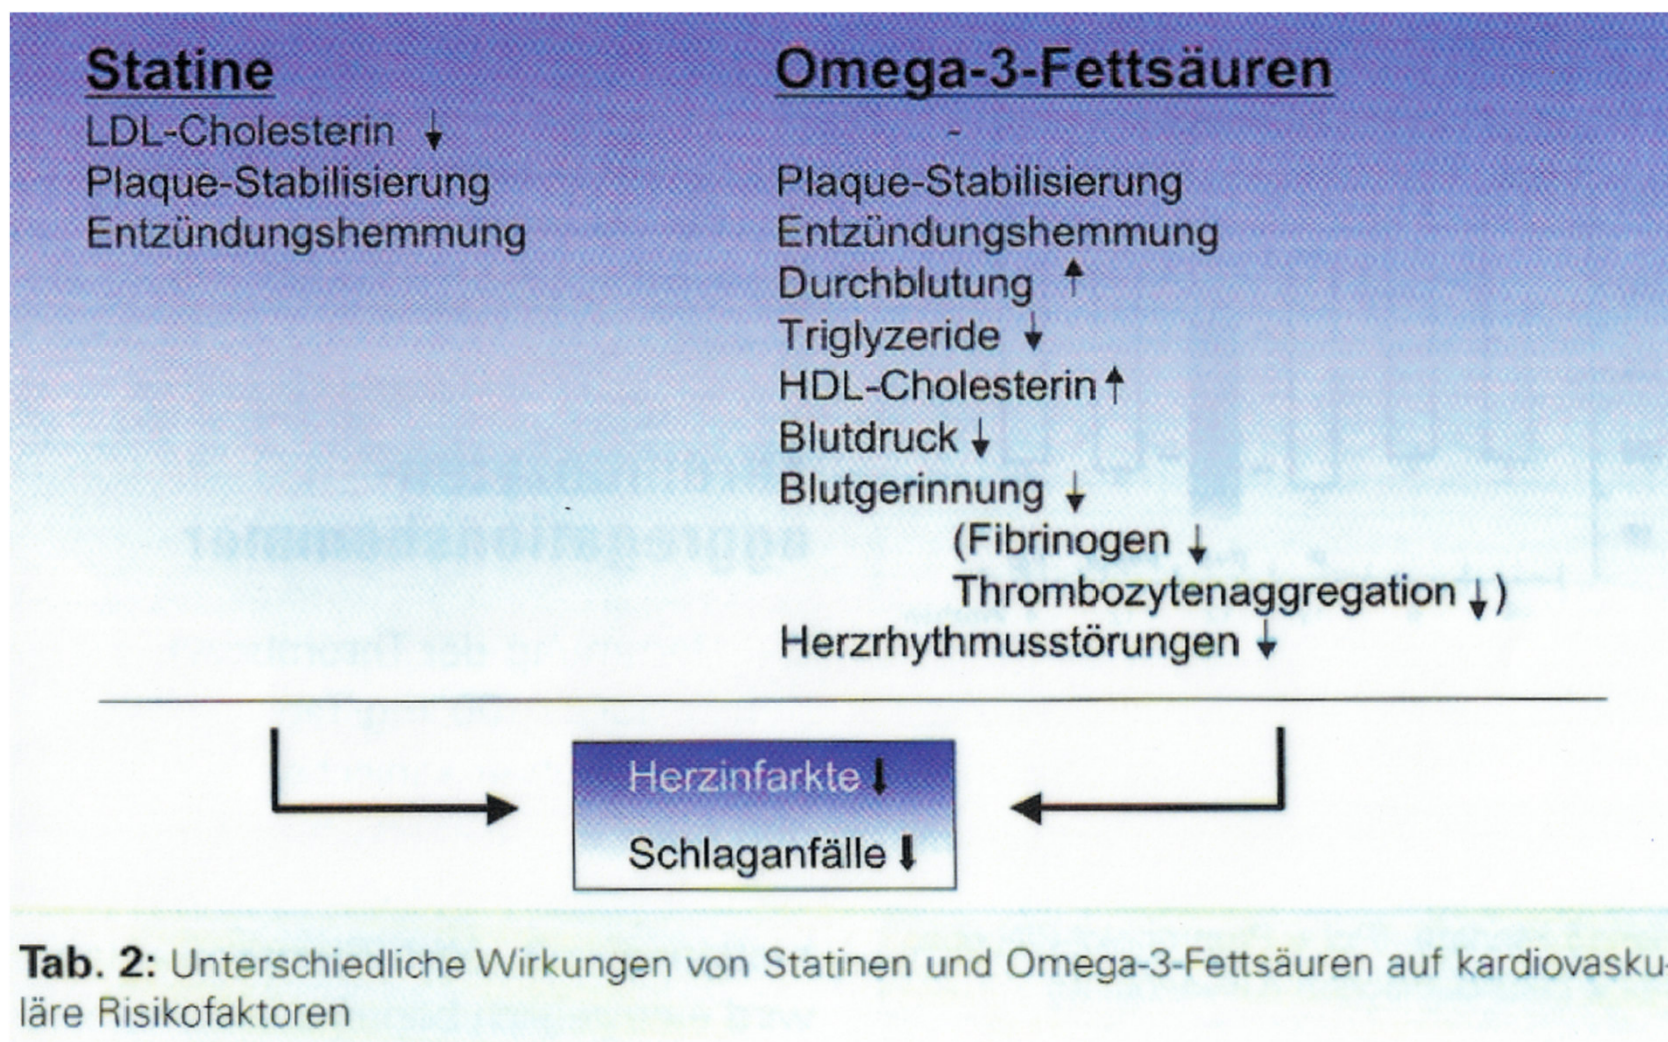 Statine
LDL-Cholesterin ↓
Plaque-Stabilisierung
Entzündungshemmung
Omega-3-Fettsäuren
-
Plaque-Stabilisierung
Entzündungshemmung
Durchblutung ↑
Triglyzeride ↓
HDL-Cholesterin ↑
Blutdruck ↓
Blutgerinnung ↓
(Fibrinogen ↓
Thrombozytenaggregation ↓)
Herzrhythmusstörungen ↓
Herzinfarkte ⬇
Schlaganfälle ⬇
Tab. 2: Unterschiedliche Wirkungen von Statinen und Omega-3-Fettsäuren auf kardiovasku-
läre Risikofaktoren